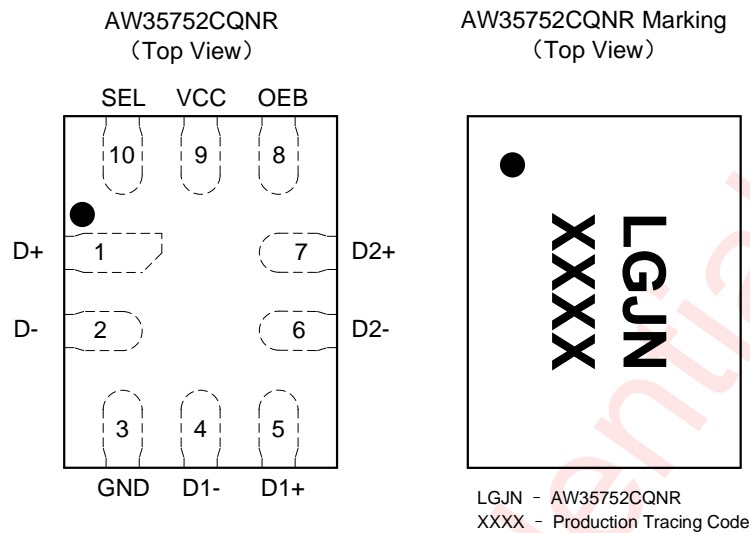 AW35752CQNR
（Top View）
SEL VCC OEB
10 9 8
D+ 1 7 D2+
D- 2 6 D2-
3 4 5
GND D1- D1+
AW35752CQNR Marking
（Top View）
LGJN
XXXX
LGJN － AW35752CQNR
XXXX － Production Tracing Code